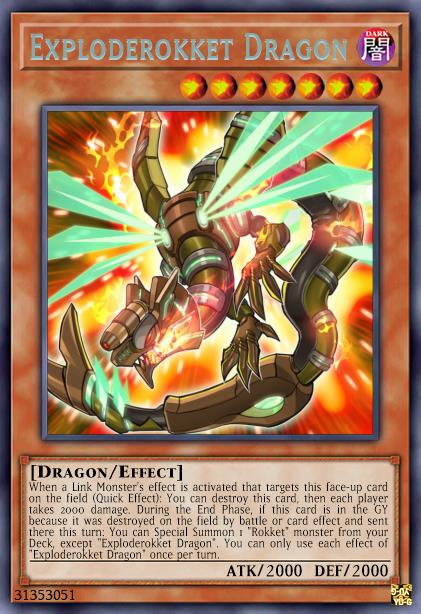 Exploderokket Dragon
DARK
闇
[Dragon/Effect]
When a Link Monster's effect is activated that targets this face-up card
on the field (Quick Effect): You can destroy this card, then each player
takes 2000 damage. During the End Phase, if this card is in the GY
because it was destroyed on the field by battle or card effect and sent
there this turn: You can Special Summon 1 "Rokket" monster from
your Deck, except "Exploderokket Dragon". You can only use each effect of
"Exploderokket Dragon" once per turn.
ATK/2000 DEF/2000
31353051